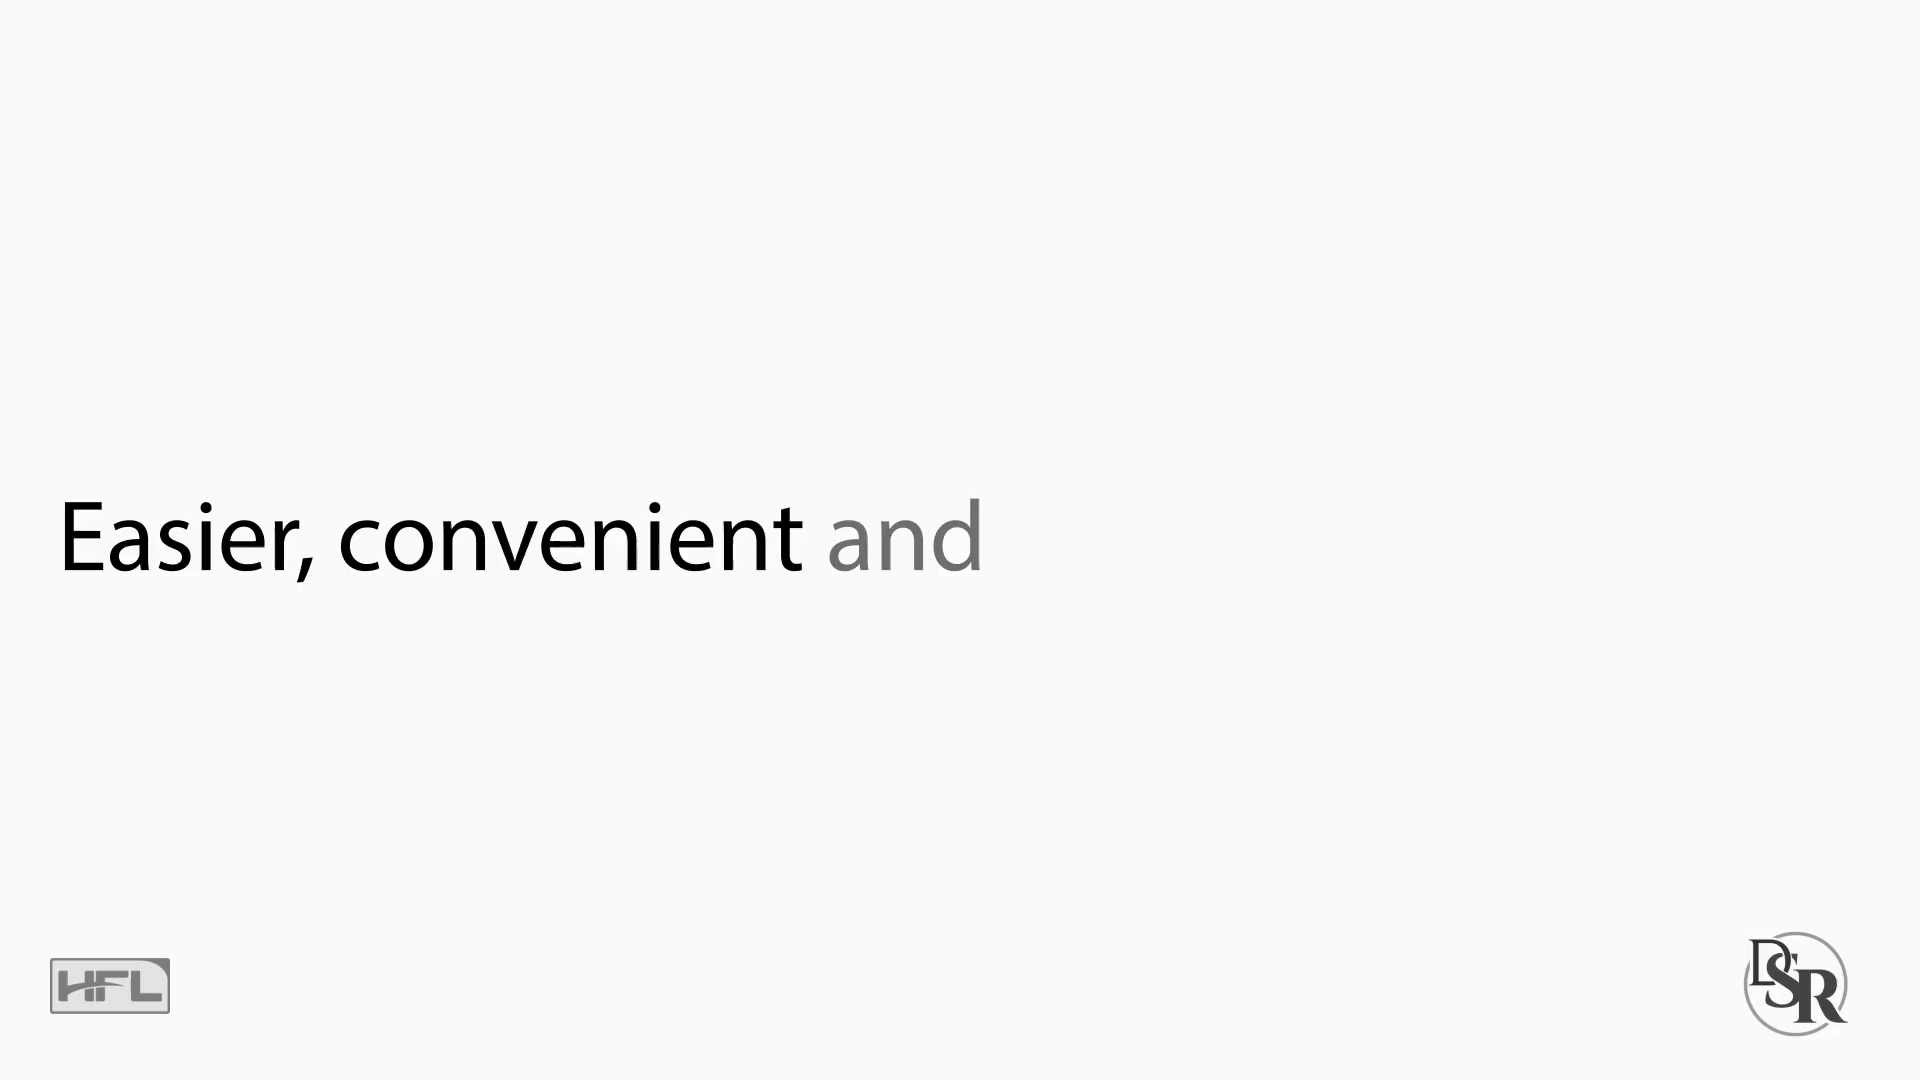 Easier, convenient and
HFL
DSR